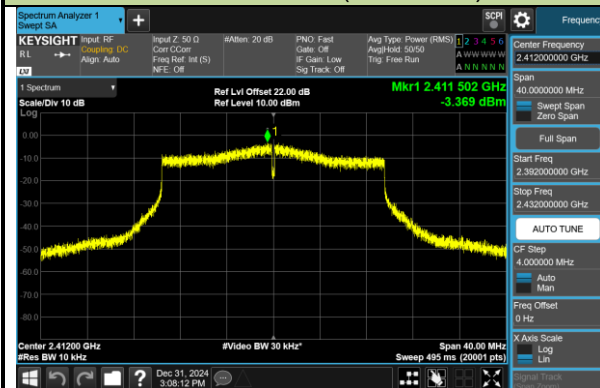 Spectrum Analyzer 1
Swept SA
+
SCPI
Frequency
KEYSIGHT
RL
LXI
Input: RF
Coupling: DC
Align: Auto
Input Z: 50 Ω
Corr CCorr
Freq Ref: Int (S)
NFE: Off
#Atten: 20 dB
PNO: Fast
Gate: Off
IF Gain: Low
Sig Track: Off
Avg Type: Power (RMS)
Avg|Hold: 50/50
Trig: Free Run
1 2 3 4 5 6
A W W W W W
A N N N N N
1 Spectrum
Scale/Div 10 dB
Log
Ref Lvl Offset 22.00 dB
Ref Level 10.00 dBm
Mkr1 2.411 502 GHz
-3.369 dBm
1
0.00
-10.0
-20.0
-30.0
-40.0
-50.0
-60.0
-70.0
-80.0
Center 2.41200 GHz
#Res BW 10 kHz
#Video BW 30 kHz*
Span 40.00 MHz
Sweep 495 ms (20001 pts)
Center Frequency
2.412000000 GHz
Span
40.0000000 MHz
Swept Span
Zero Span
Full Span
Start Freq
2.392000000 GHz
Stop Freq
2.432000000 GHz
AUTO TUNE
CF Step
4.000000 MHz
Auto
Man
Freq Offset
0 Hz
X Axis Scale
Log
Lin
Signal Track
Dec 31, 2024
3:08:12 PM
?